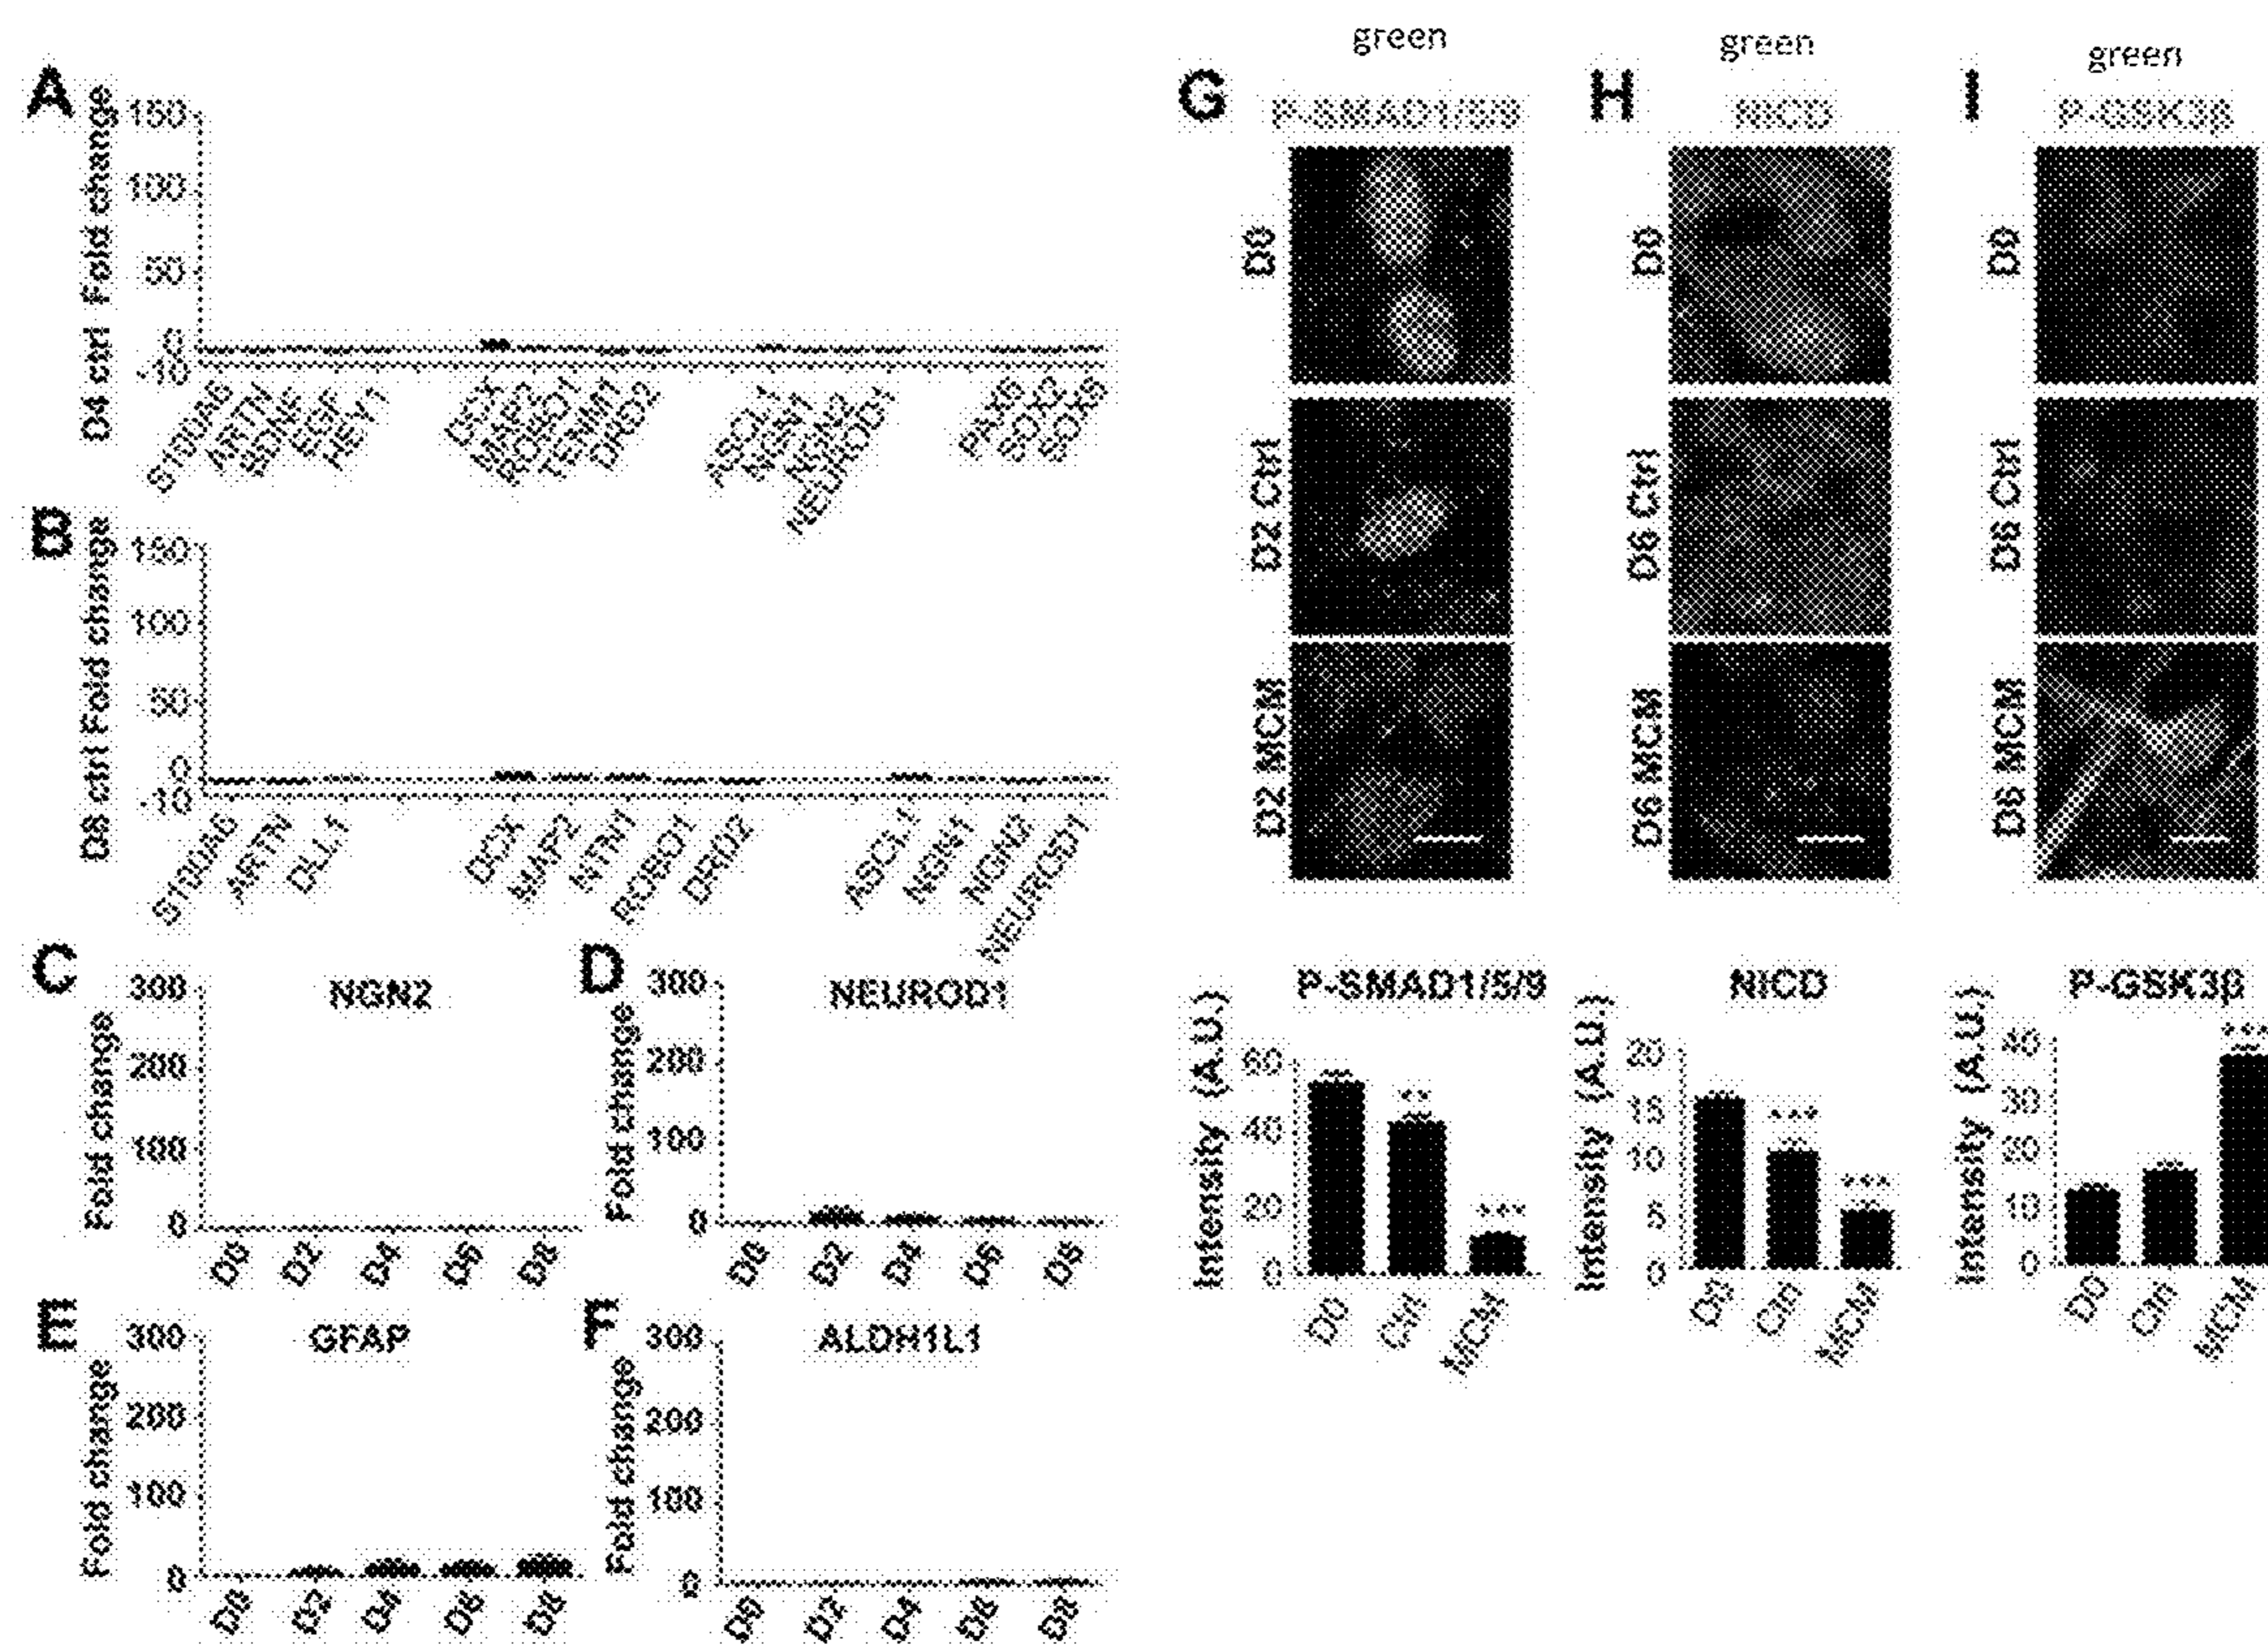 A
D4 ctrl Fold change
150
100
50
0
-10
S100A6
ARTN
BDNF
EGF
HEY1
DCX
MAP2
ROBO1
TENM1
DRD2
ASCL1
NGN1
NGN2
NEUROD1
PAX6
SOX2
SOX9
B
D8 ctrl Fold change
150
100
50
0
-10
S100A6
ARTN
DLL1
DCX
MAP2
NTN1
ROBO1
DRD2
ASCL1
NGN1
NGN2
NEUROD1
C
NGN2
Fold change
300
200
100
0
D0
D2
D4
D6
D8
D
NEUROD1
Fold change
300
200
100
0
D0
D2
D4
D6
D8
E
GFAP
Fold change
300
200
100
0
D0
D2
D4
D6
D8
F
ALDH1L1
Fold change
300
200
100
0
D0
D2
D4
D6
D8
green
G
P-SMAD1/5/9
D0
D2 Ctrl
D2 MCM
P-SMAD1/5/9
Intensity (A.U.)
60
40
20
0
**
***
D0
Ctrl
MCM
green
H
NICD
D0
D6 Ctrl
D6 MCM
NICD
Intensity (A.U.)
20
15
10
5
0
***
***
D0
Ctrl
MCM
green
I
P-GSK3β
D0
D6 Ctrl
D6 MCM
P-GSK3β
Intensity (A.U.)
40
30
20
10
0
***
D0
Ctrl
MCM